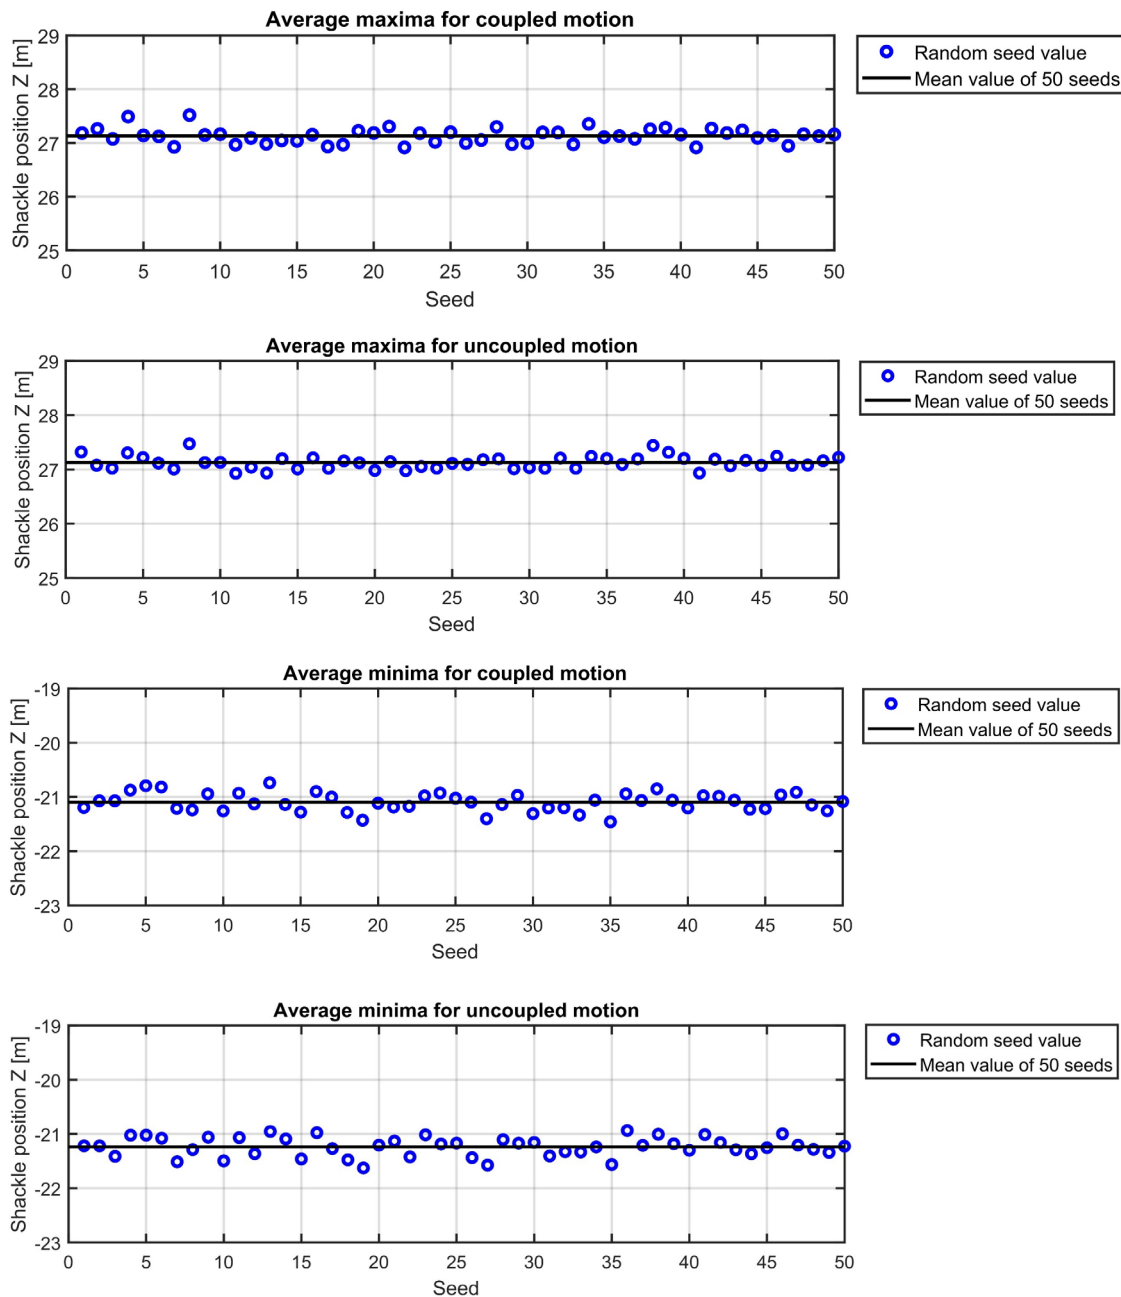 Average maxima for coupled motion
29
28
27
26
25
Shackle position Z [m]
0 5 10 15 20 25 30 35 40 45 50
Seed
Random seed value
Mean value of 50 seeds
Average maxima for uncoupled motion
29
28
27
26
25
Shackle position Z [m]
0 5 10 15 20 25 30 35 40 45 50
Seed
Random seed value
Mean value of 50 seeds
Average minima for coupled motion
-19
-20
-21
-22
-23
Shackle position Z [m]
0 5 10 15 20 25 30 35 40 45 50
Seed
Random seed value
Mean value of 50 seeds
Average minima for uncoupled motion
-19
-20
-21
-22
-23
Shackle position Z [m]
0 5 10 15 20 25 30 35 40 45 50
Seed
Random seed value
Mean value of 50 seeds